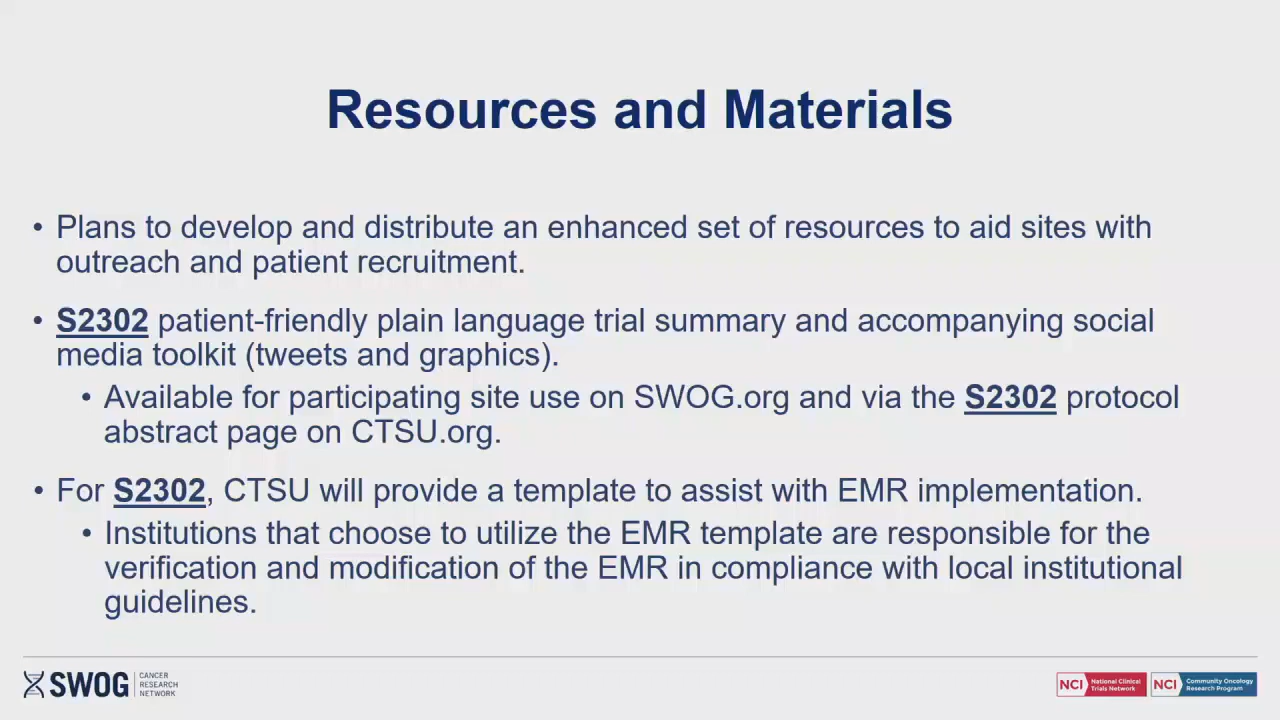 Resources and Materials
• Plans to develop and distribute an enhanced set of resources to aid sites with
outreach and patient recruitment.
• S2302 patient-friendly plain language trial summary and accompanying social
media toolkit (tweets and graphics).
• Available for participating site use on SWOG.org and via the S2302 protocol
abstract page on CTSU.org.
• For S2302, CTSU will provide a template to assist with EMR implementation.
• Institutions that choose to utilize the EMR template are responsible for the
verification and modification of the EMR in compliance with local institutional
guidelines.
SWOG
CANCER
RESEARCH
NETWORK
NCI
National Clinical
Trials Network
NCI
Community Oncology
Research Program